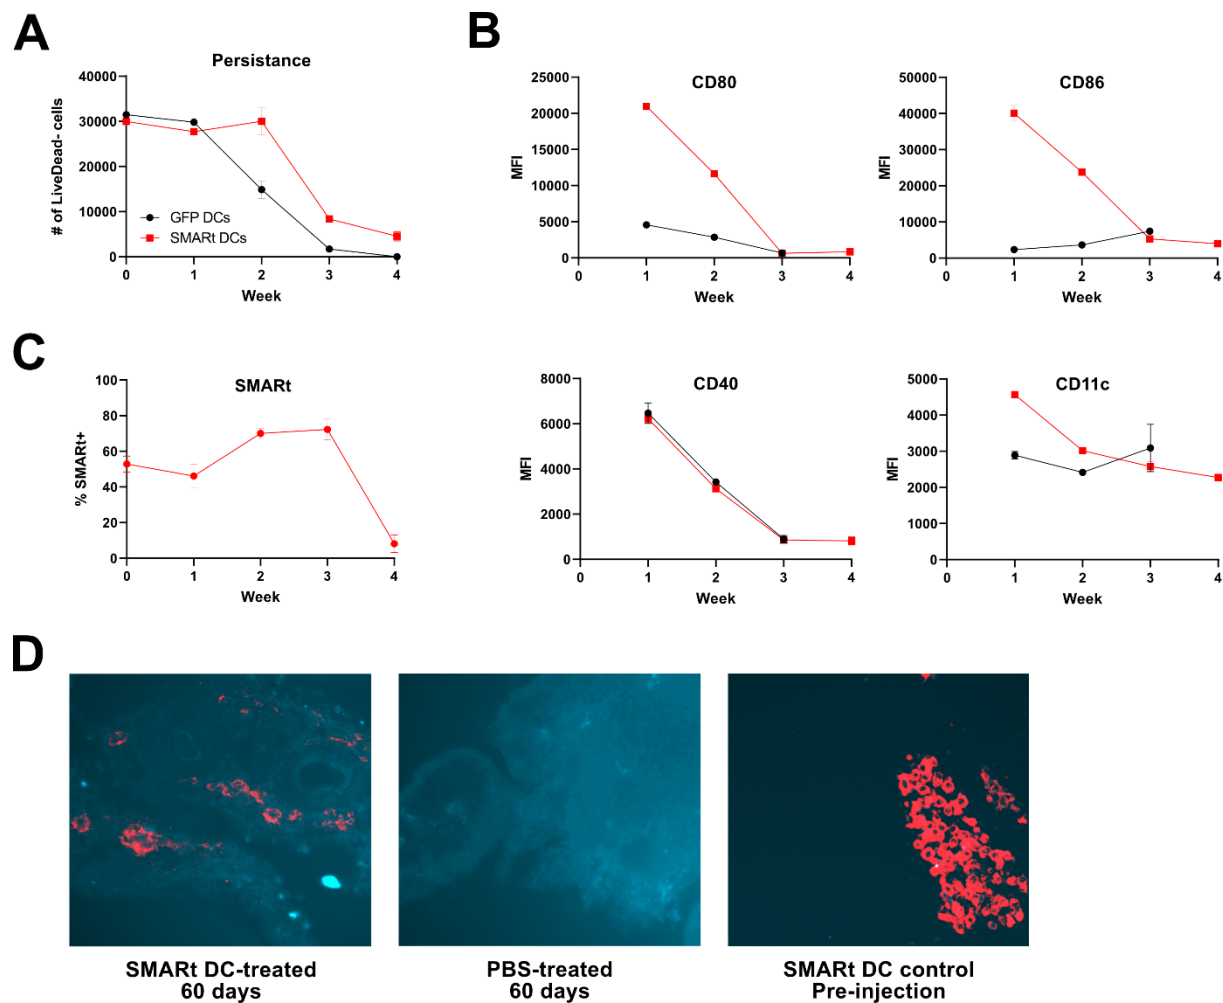 A
Persistance
# of LiveDead- cells
40000
30000
20000
10000
0
GFP DCs
SMARt DCs
0 1 2 3 4
Week
B
CD80
MFI
25000
20000
15000
10000
5000
0
0 1 2 3 4
Week
CD86
MFI
50000
40000
30000
20000
10000
0
0 1 2 3 4
Week
C
SMARt
% SMARt+
100
80
60
40
20
0
0 1 2 3 4
Week
CD40
MFI
8000
6000
4000
2000
0
0 1 2 3 4
Week
CD11c
MFI
5000
4000
3000
2000
1000
0
0 1 2 3 4
Week
D
SMARt DC-treated
60 days
PBS-treated
60 days
SMARt DC control
Pre-injection